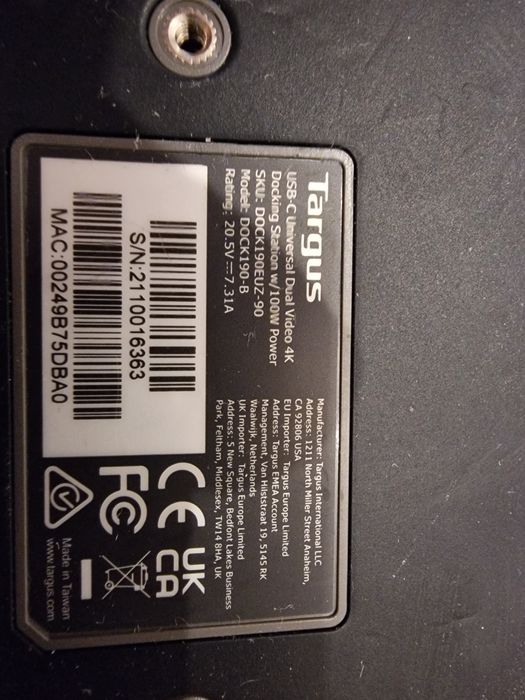 Targus
USB-C Universal Dual Video 4K
Docking Station w/100W Power
SKU: DOCK190EUZ-90
Model: DOCK190-B
Rating: 20.5V⎓7.31A
S/N:2110016363
MAC:00249B75DBA0
Manufacturer: Targus International LLC
Address: 1211 North Miller Street Anaheim,
CA 92806 USA
EU Importer: Targus Europe Limited
Address: Targus EMEA Account
Management, Van Hilststraat 19, 5145 RK
Waalwijk, Netherlands
UK Importer: Targus Europe Limited
Address: 5 New Square, Bedfont Lakes Business
Park, Feltham, Middlesex, TW14 8HA, UK
CE
UK
CA
FC
Made in Taiwan
www.targus.com